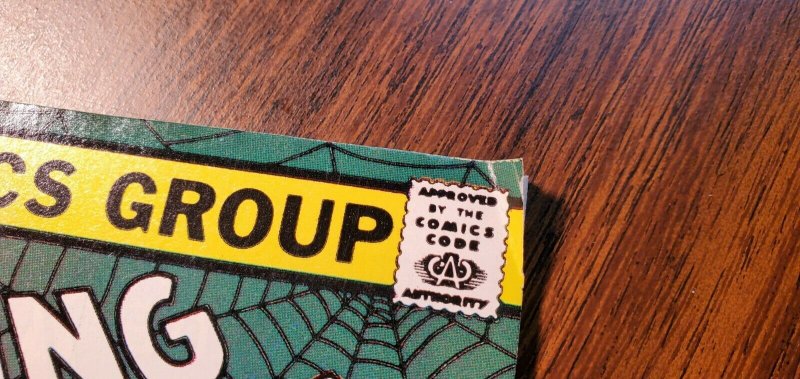 CS GROUP
APPROVED
BY THE
COMICS
CODE
CA
AUTHORITY
NG